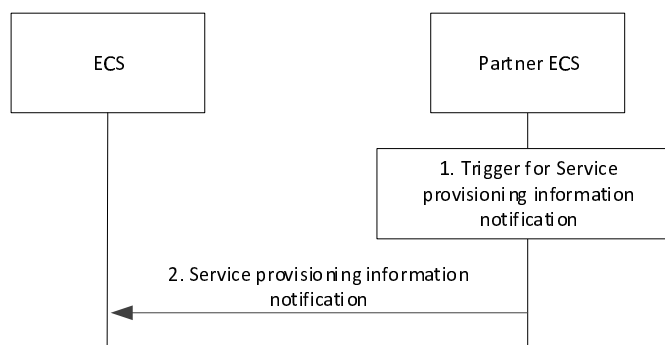 ECS
Partner ECS
1. Trigger for Service
provisioning information
notification
2. Service provisioning information
notification